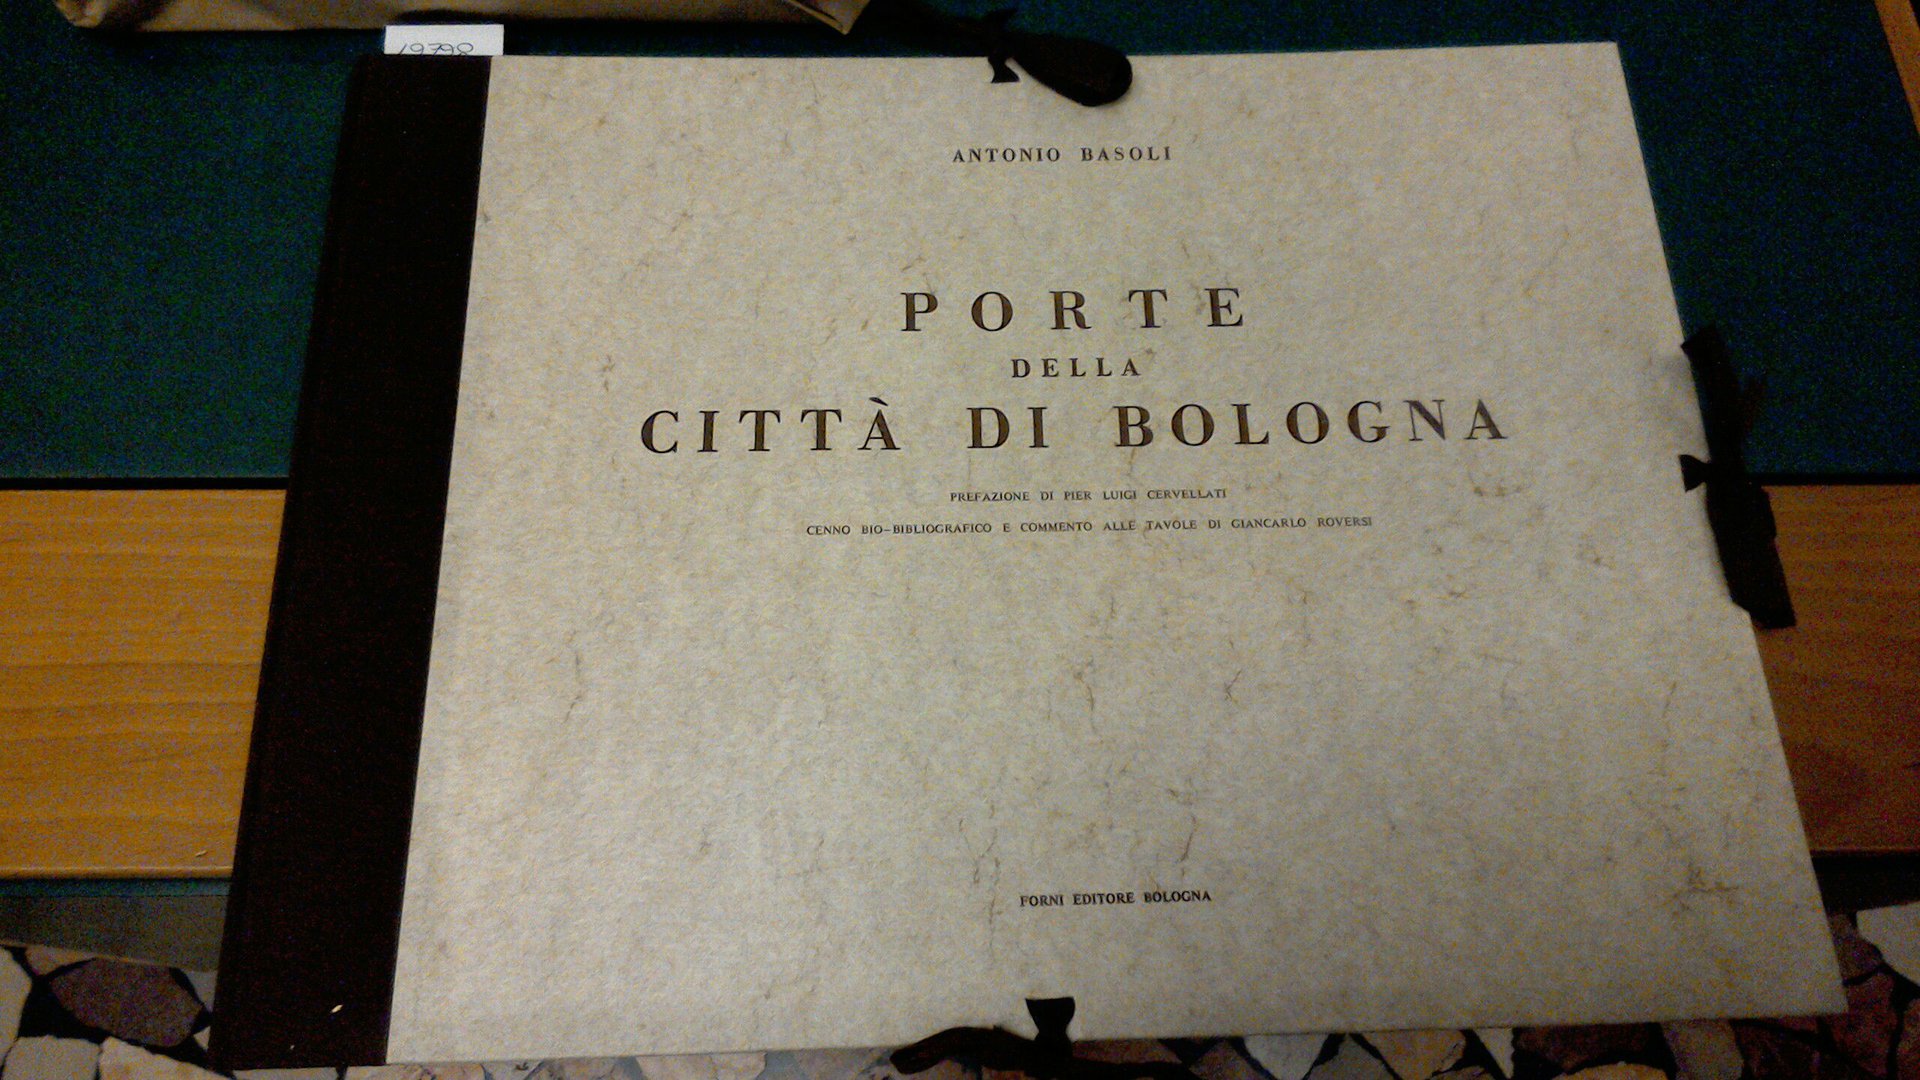 19798
ANTONIO BASOLI
PORTE
DELLA
CITTÀ DI BOLOGNA
PREFAZIONE DI PIER LUIGI CERVELLATI
CENNO BIO-BIBLIOGRAFICO E COMMENTO ALLE TAVOLE DI GIANCARLO ROVERSI
FORNI EDITORE BOLOGNA